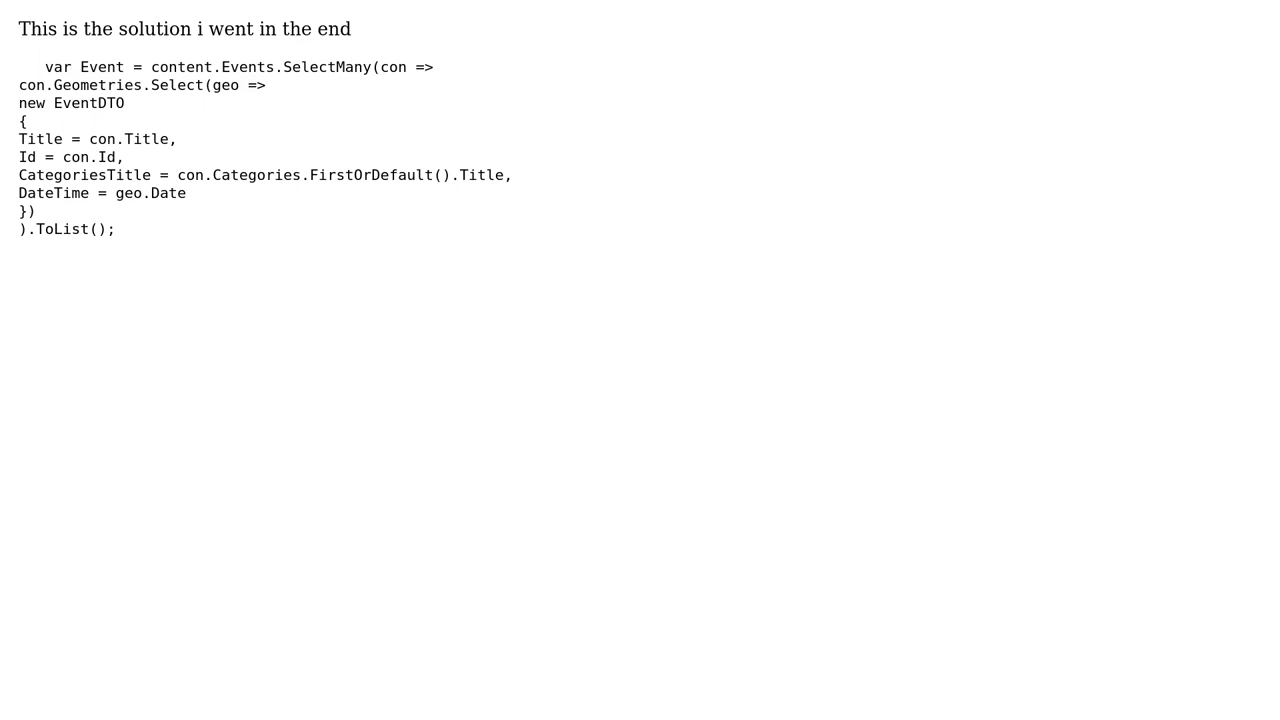 This is the solution i went in the end
   var Event = content.Events.SelectMany(con =>
con.Geometries.Select(geo =>
new EventDTO
{
Title = con.Title,
Id = con.Id,
CategoriesTitle = con.Categories.FirstOrDefault().Title,
DateTime = geo.Date
})
).ToList();